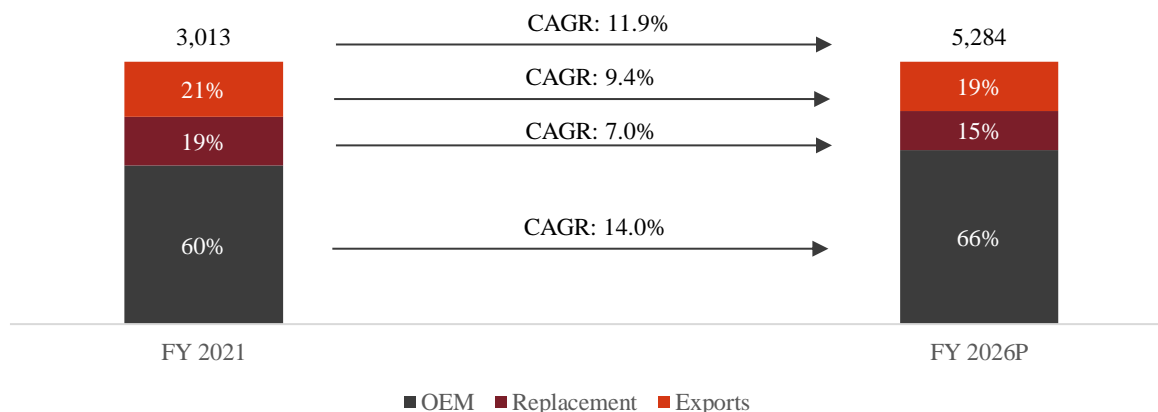 3,013
CAGR: 11.9%
5,284
21%
CAGR: 9.4%
19%
19%
CAGR: 7.0%
15%
60%
CAGR: 14.0%
66%
FY 2021
FY 2026P
OEM Replacement Exports